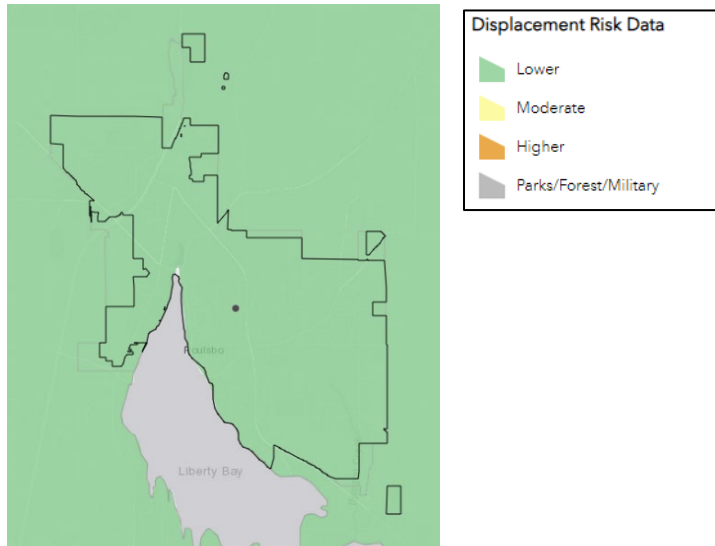 Displacement Risk Data
Lower
Moderate
Higher
Parks/Forest/Military
Poulsbo
Liberty Bay